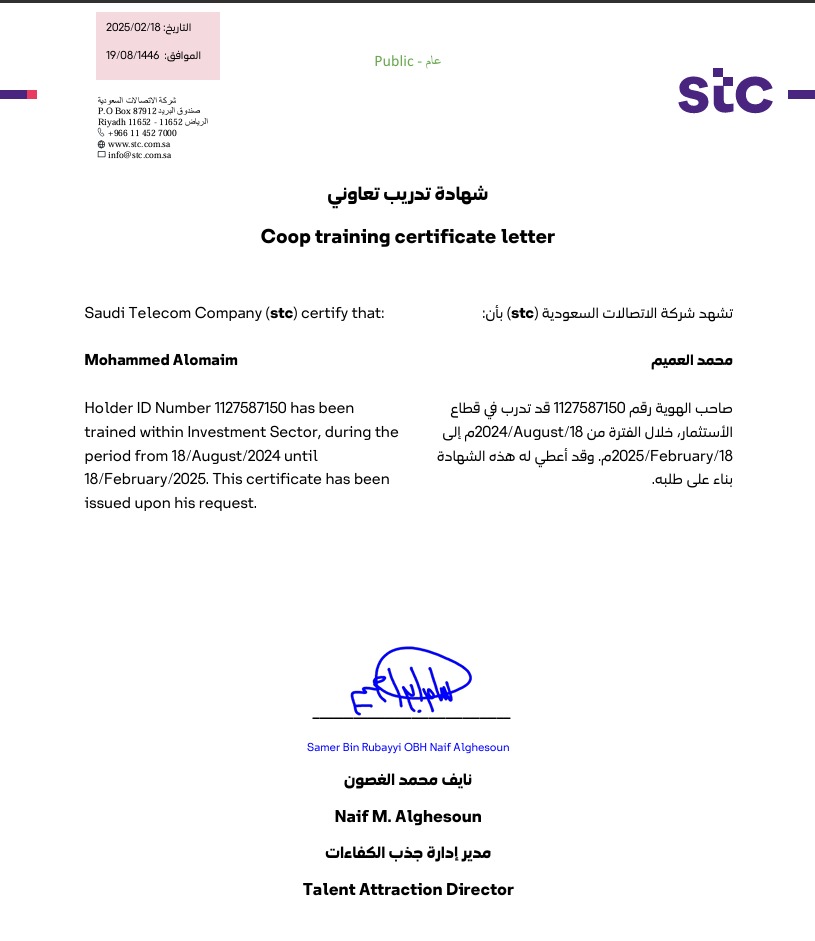 التاريخ: 2025/02/18
الموافق: 19/08/1446
Public - عام
stc
شركة الاتصالات السعودية
P.O Box 87912 صندوق البريد
Riyadh 11652 - 11652 الرياض
+966 11 452 7000
www.stc.com.sa
info@stc.com.sa
شهادة تدريب تعاوني
Coop training certificate letter
Saudi Telecom Company (stc) certify that:
Mohammed Alomaim
Holder ID Number 1127587150 has been
trained within Investment Sector, during the
period from 18/August/2024 until
18/February/2025. This certificate has been
issued upon his request.
تشهد شركة الاتصالات السعودية (stc) بأن:
محمد العميم
صاحب الهوية رقم 1127587150 قد تدرب في قطاع
الأستثمار، خلال الفترة من 18/August/2024م إلى
18/February/2025م. وقد أعطي له هذه الشهادة
بناء على طلبه.
Samer Bin Rubayyi OBH Naif Alghesoun
نايف محمد الغصون
Naif M. Alghesoun
مدير إدارة جذب الكفاءات
Talent Attraction Director